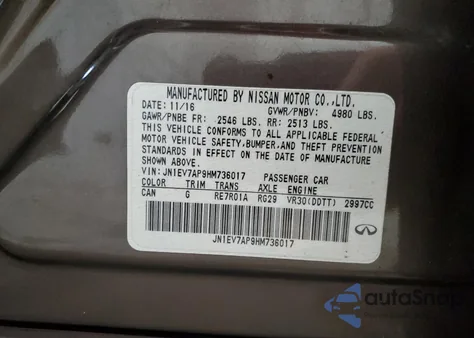 MANUFACTURED BY NISSAN MOTOR CO.,LTD.
DATE: 11/16 GVWR/PNBV: 4980 LBS.
GAWR/PNBE FR: 2546 LBS. RR: 2513 LBS.
THIS VEHICLE CONFORMS TO ALL APPLICABLE FEDERAL
MOTOR VEHICLE SAFETY, BUMPER, AND THEFT PREVENTION
STANDARDS IN EFFECT ON THE DATE OF MANUFACTURE
SHOWN ABOVE.
VIN: JN1EV7AP9HM736017 PASSENGER CAR
COLOR TRIM TRANS AXLE ENGINE
CAN G RE7R01A RG29 VR30(DDTT) 2997CC
JN1EV7AP9HM736017
autoSnap